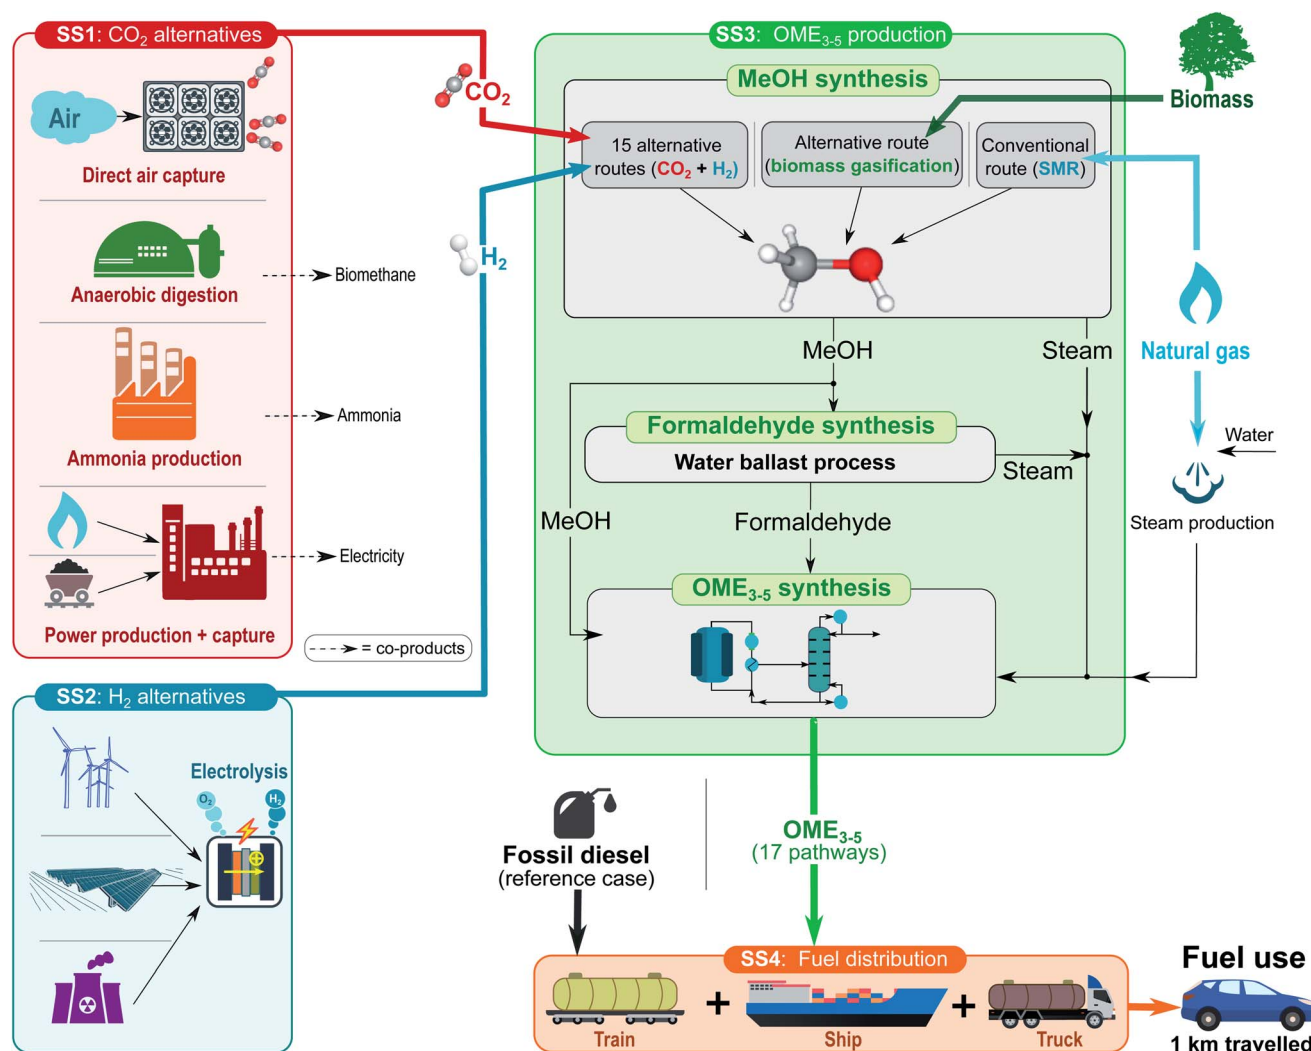 SS1: CO₂ alternatives
Air
Direct air capture
Anaerobic digestion
Biomethane
Ammonia production
Ammonia
Electricity
Power production + capture
= co-products
SS2: H₂ alternatives
Electrolysis
O₂
H₂
CO₂
H₂
SS3: OME₃₋₅ production
MeOH synthesis
15 alternative
routes (CO₂ + H₂)
Alternative route
(biomass gasification)
Conventional
route (SMR)
Biomass
Natural gas
Water
Steam production
MeOH
Steam
Formaldehyde synthesis
Water ballast process
Steam
MeOH
Formaldehyde
OME₃₋₅ synthesis
Fossil diesel
(reference case)
OME₃₋₅
(17 pathways)
SS4: Fuel distribution
Train
+
Ship
+
Truck
Fuel use
1 km travelled